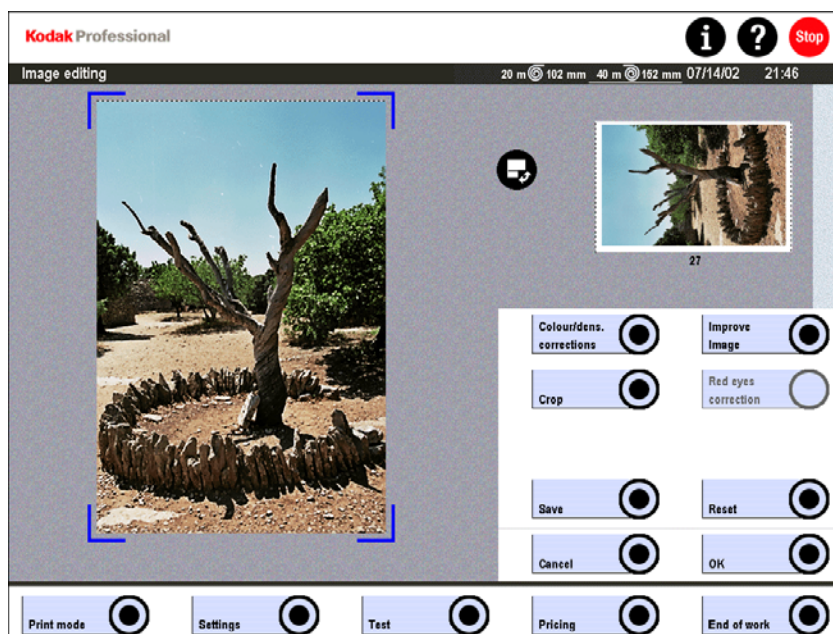 Kodak Professional
i ? Stop
Image editing 20 m 102 mm 40 m 152 mm 07/14/02 21:46
27
Colour/dens. corrections
Improve Image
Crop
Red eyes correction
Save
Reset
Cancel
OK
Print mode
Settings
Test
Pricing
End of work